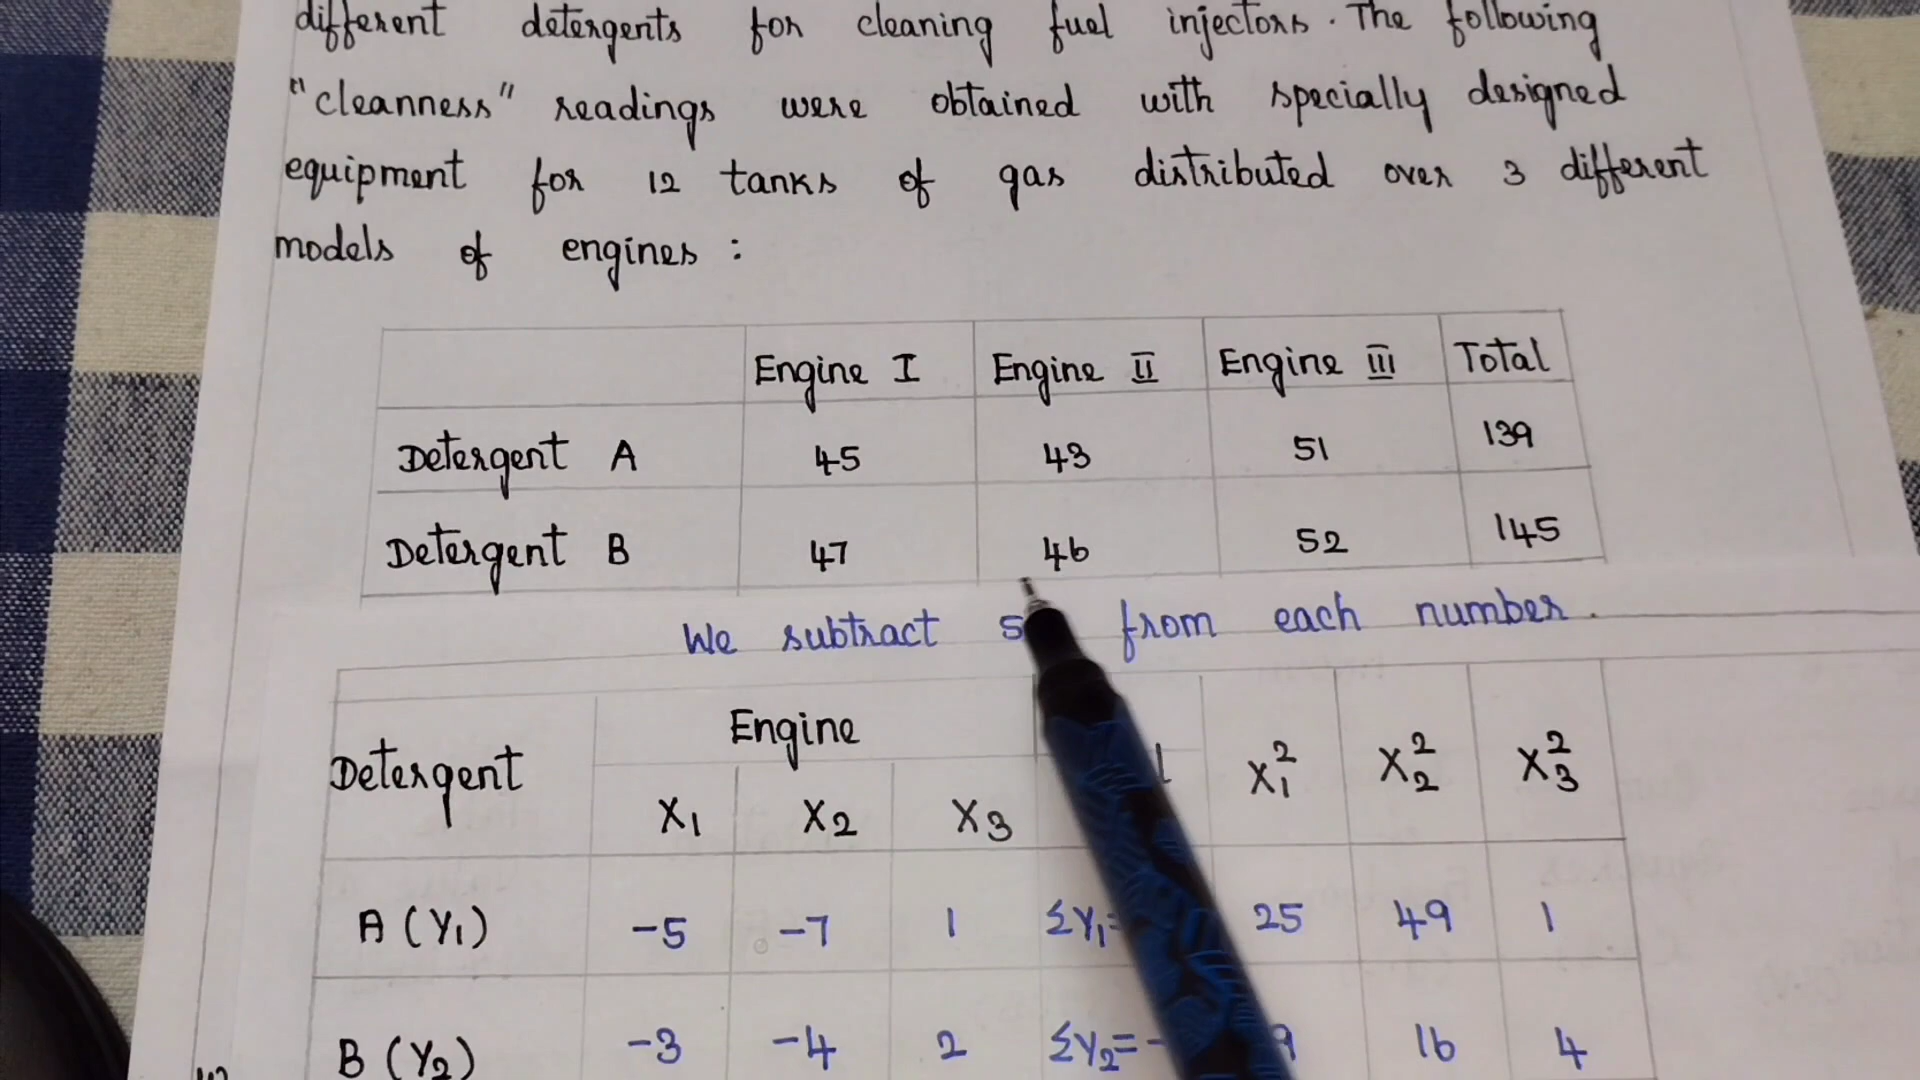 different detergents for cleaning fuel injectors. The following
"cleanness" readings were obtained with specially designed
equipment for 12 tanks of gas distributed over 3 different
models of engines :
Engine I Engine II Engine III Total
Detergent A 45 43 51 139
Detergent B 47 46 52 145
We subtract from each number.
Detergent Engine X₁² X₂² X₃²
X₁ X₂ X₃
A (Y₁) -5 -7 1 ΣY₁= 25 49 1
B (Y₂) -3 -4 2 ΣY₂=- 9 16 4